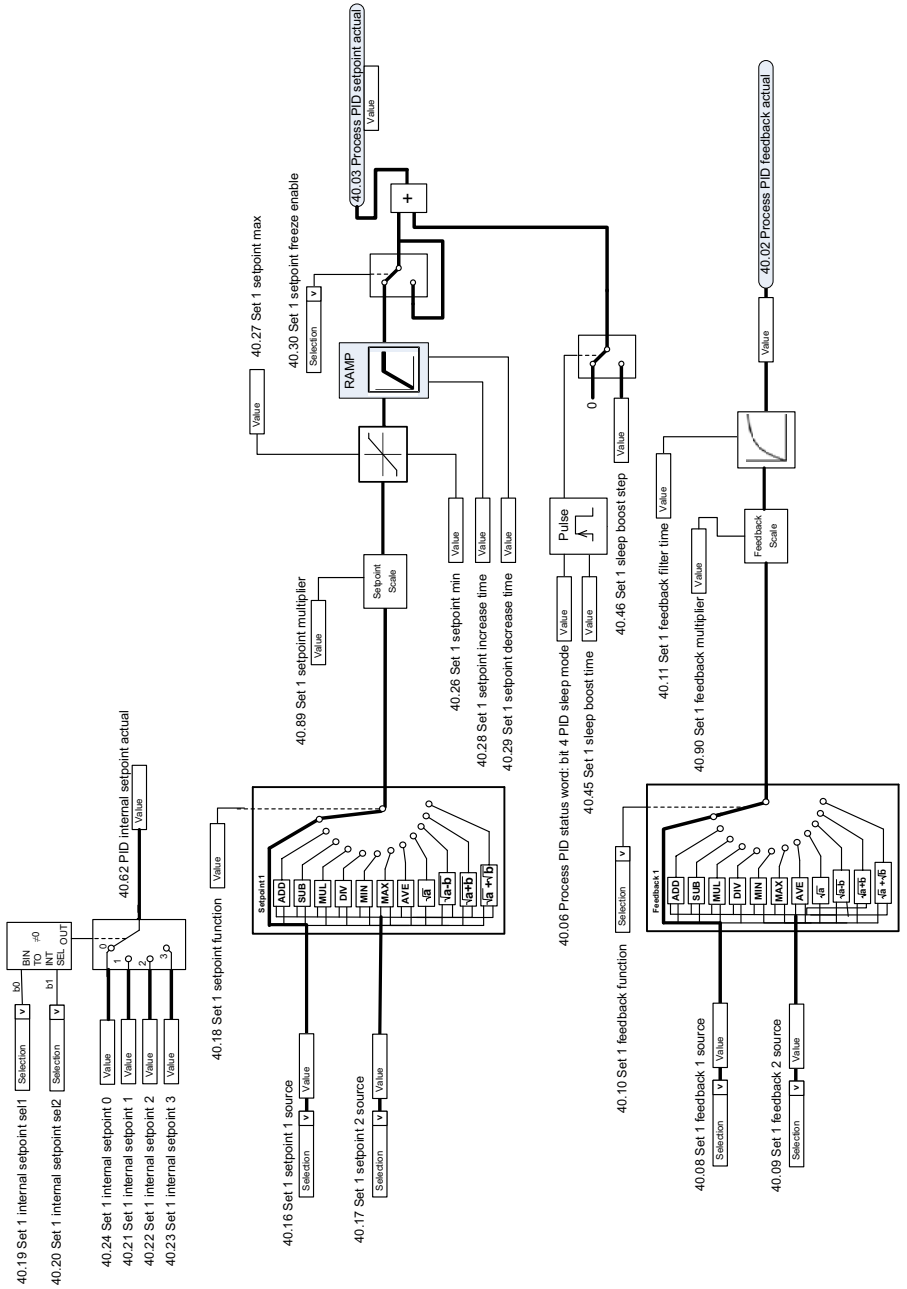 40.19 Set 1 internal setpoint sel1
Selection
v
b0
40.20 Set 1 internal setpoint sel2
Selection
v
b1
BIN
TO
INT
SEL
≠0
OUT
40.24 Set 1 internal setpoint 0
Value
0
40.21 Set 1 internal setpoint 1
Value
1
40.22 Set 1 internal setpoint 2
Value
2
40.23 Set 1 internal setpoint 3
Value
3
40.62 PID internal setpoint actual
Value
40.18 Set 1 setpoint function
Value
40.16 Set 1 setpoint 1 source
Selection
v
Value
40.17 Set 1 setpoint 2 source
Selection
v
Value
Setpoint 1
ADD
SUB
MUL
DIV
MIN
MAX
AVE
√a
√a-b
√a+b
√a +√b
40.89 Set 1 setpoint multiplier
Value
Setpoint
Scale
40.27 Set 1 setpoint max
Value
40.26 Set 1 setpoint min
Value
40.28 Set 1 setpoint increase time
Value
40.29 Set 1 setpoint decrease time
Value
RAMP
40.30 Set 1 setpoint freeze enable
Selection
v
+
40.03 Process PID setpoint actual
Value
40.06 Process PID status word: bit 4 PID sleep mode
Value
40.45 Set 1 sleep boost time
Value
Pulse
0
40.46 Set 1 sleep boost step
Value
40.10 Set 1 feedback function
Selection
v
40.08 Set 1 feedback 1 source
Selection
v
Value
40.09 Set 1 feedback 2 source
Selection
v
Value
Feedback 1
ADD
SUB
MUL
DIV
MIN
MAX
AVE
√a
√a-b
√a+b
√a +√b
40.90 Set 1 feedback multiplier
Value
Feedback
Scale
40.11 Set 1 feedback filter time
Value
Value
40.02 Process PID feedback actual